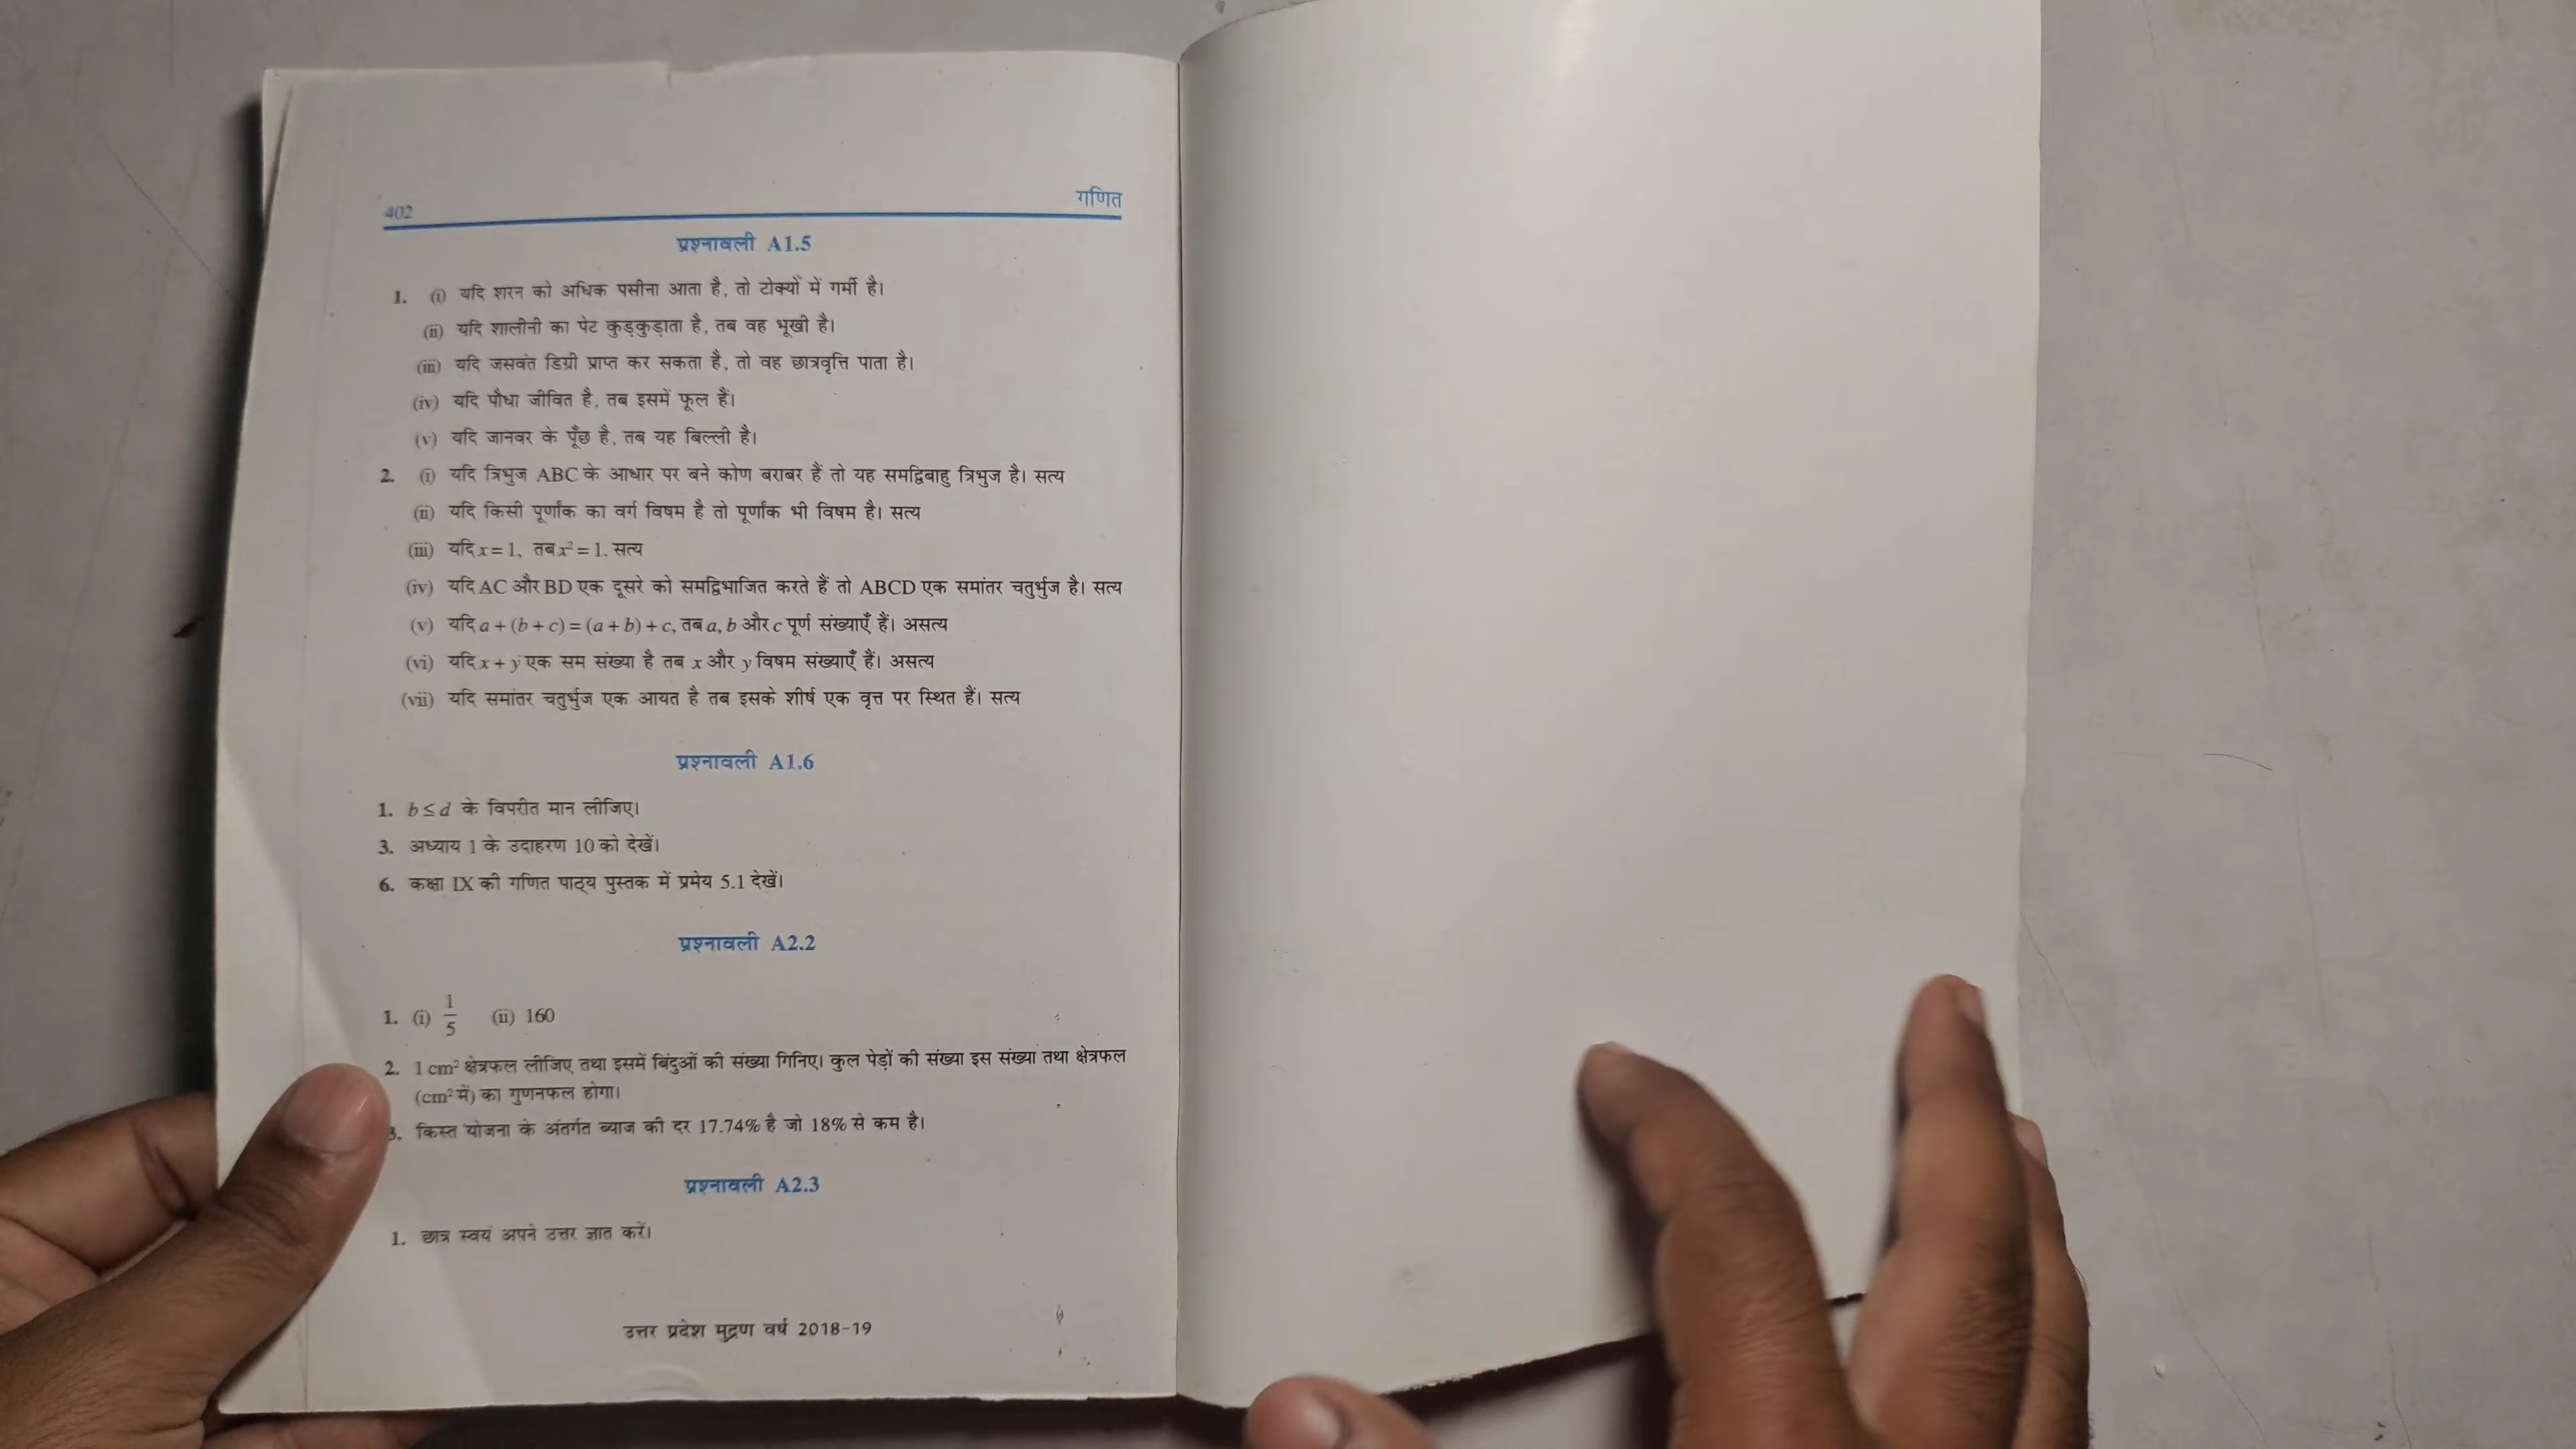 402 गणित
प्रश्नावली A1.5
1. (i) यदि शरन को अधिक पसीना आता है, तो टोक्यों में गर्मी है।
(ii) यदि शालीनी का पेट कुड़कुड़ाता है, तब वह भूखी है।
(iii) यदि जसवंत डिग्री प्राप्त कर सकता है, तो वह छात्रवृत्ति पाता है।
(iv) यदि पौधा जीवित है, तब इसमें फूल हैं।
(v) यदि जानवर के पूँछ है, तब यह बिल्ली है।
2. (i) यदि त्रिभुज ABC के आधार पर बने कोण बराबर हैं तो यह समद्विबाहु त्रिभुज है। सत्य
(ii) यदि किसी पूर्णांक का वर्ग विषम है तो पूर्णांक भी विषम है। सत्य
(iii) यदि x = 1, तब x² = 1. सत्य
(iv) यदि AC और BD एक दूसरे को समद्विभाजित करते हैं तो ABCD एक समांतर चतुर्भुज है। सत्य
(v) यदि a + (b + c) = (a + b) + c, तब a, b और c पूर्ण संख्याएँ हैं। असत्य
(vi) यदि x + y एक सम संख्या है तब x और y विषम संख्याएँ हैं। असत्य
(vii) यदि समांतर चतुर्भुज एक आयत है तब इसके शीर्ष एक वृत्त पर स्थित हैं। सत्य
प्रश्नावली A1.6
1. b ≤ d के विपरीत मान लीजिए।
3. अध्याय 1 के उदाहरण 10 को देखें।
6. कक्षा IX की गणित पाठ्य पुस्तक में प्रमेय 5.1 देखें।
प्रश्नावली A2.2
1. (i) 1/5 (ii) 160
2. 1 cm² क्षेत्रफल लीजिए तथा इसमें बिंदुओं की संख्या गिनिए। कुल पेड़ों की संख्या इस संख्या तथा क्षेत्रफल
(cm² में) का गुणनफल होगा।
3. किस्त योजना के अंतर्गत ब्याज की दर 17.74% है जो 18% से कम है।
प्रश्नावली A2.3
1. छात्र स्वयं अपने उत्तर ज्ञात करें।
उत्तर प्रदेश मुद्रण वर्ष 2018-19